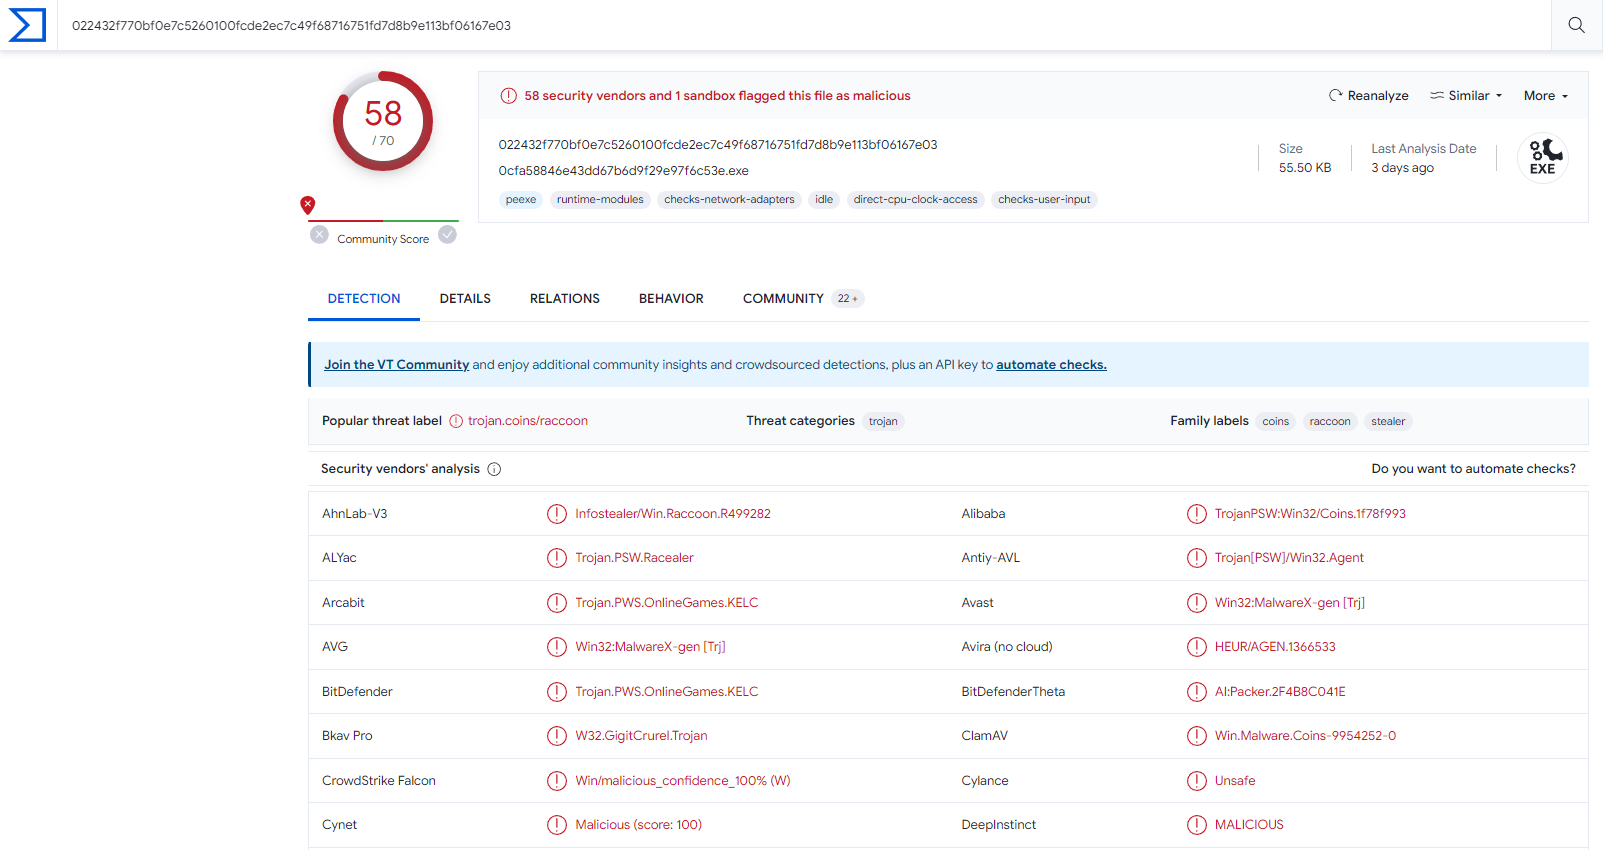 022432f770bf0e7c5260100fcde2ec7c49f68716751fd7d8b9e113bf06167e03
58
/ 70
Community Score
58 security vendors and 1 sandbox flagged this file as malicious
Reanalyze
Similar
More
022432f770bf0e7c5260100fcde2ec7c49f68716751fd7d8b9e113bf06167e03
0cfa58846e43dd67b6d9f29e97f6c53e.exe
peexe runtime-modules checks-network-adapters idle direct-cpu-clock-access checks-user-input
Size
55.50 KB
Last Analysis Date
3 days ago
EXE
DETECTION DETAILS RELATIONS BEHAVIOR COMMUNITY 22 +
Join the VT Community and enjoy additional community insights and crowdsourced detections, plus an API key to automate checks.
Popular threat label trojan.coins/raccoon Threat categories trojan Family labels coins raccoon stealer
Security vendors' analysis Do you want to automate checks?
AhnLab-V3 Infostealer/Win.Raccoon.R499282 Alibaba TrojanPSW:Win32/Coins.1f78f993
ALYac Trojan.PSW.Racealer Antiy-AVL Trojan[PSW]/Win32.Agent
Arcabit Trojan.PWS.OnlineGames.KELC Avast Win32:MalwareX-gen [Trj]
AVG Win32:MalwareX-gen [Trj] Avira (no cloud) HEUR/AGEN.1366533
BitDefender Trojan.PWS.OnlineGames.KELC BitDefenderTheta AI:Packer.2F4B8C041E
Bkav Pro W32.GigitCrurel.Trojan ClamAV Win.Malware.Coins-9954252-0
CrowdStrike Falcon Win/malicious_confidence_100% (W) Cylance Unsafe
Cynet Malicious (score: 100) DeepInstinct MALICIOUS